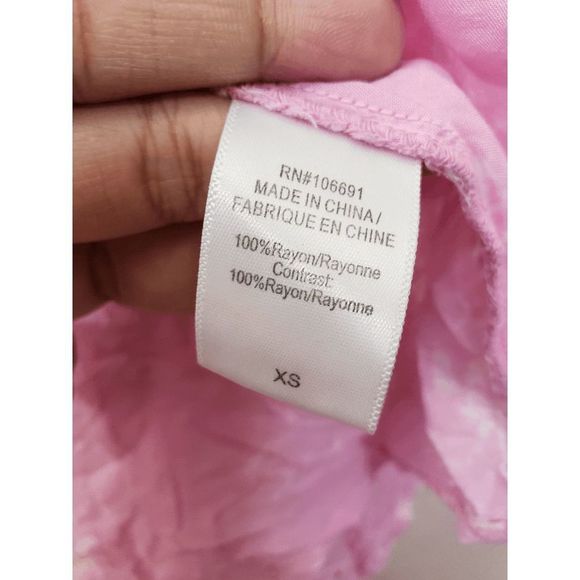 RN#106691
MADE IN CHINA/
FABRIQUE EN CHINE
100%Rayon/Rayonne
Contrast:
100%Rayon/Rayonne
XS